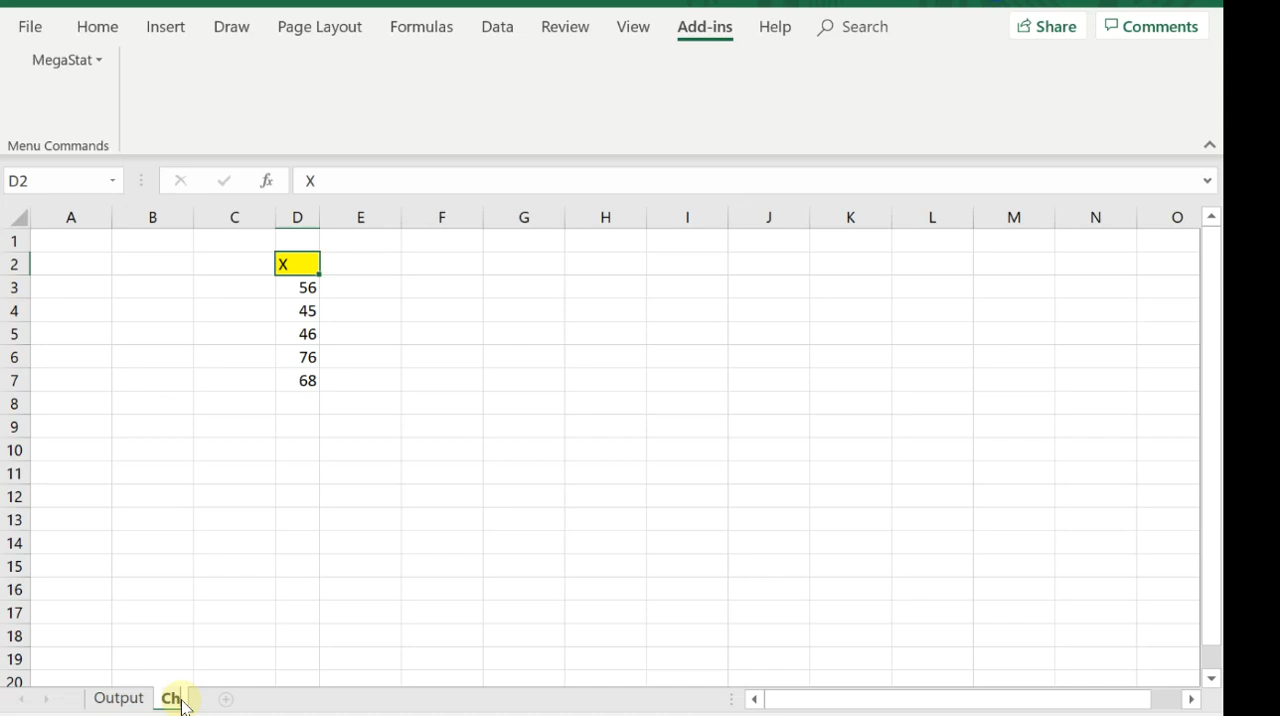 File Home Insert Draw Page Layout Formulas Data Review View Add-ins Help Search Share Comments
MegaStat
Menu Commands
D2 fx X
A B C D E F G H I J K L M N O
1
2 X
3 56
4 45
5 46
6 76
7 68
8
9
10
11
12
13
14
15
16
17
18
19
20
Output Ch